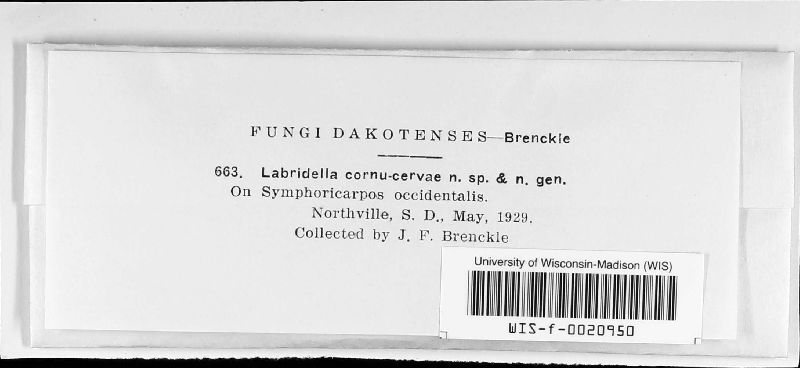 FUNGI DAKOTENSES—Brenckle
663. Labridella cornu-cervae n. sp. & n. gen.
On Symphoricarpos occidentalis.
Northville, S. D., May, 1929.
Collected by J. F. Brenckle
University of Wisconsin-Madison (WIS)
WIS-f-0020950